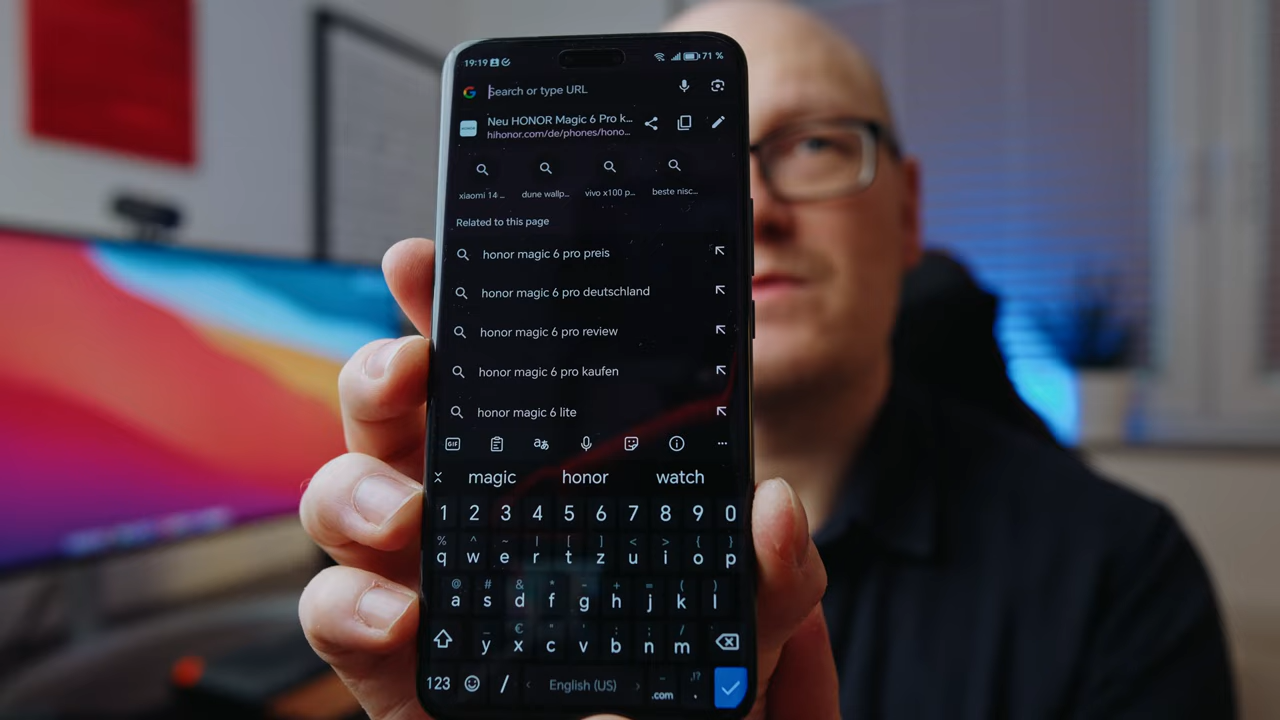 19:19 71 %
Search or type URL
HONOR
Neu HONOR Magic 6 Pro k...
hihonor.com/de/phones/hono...
xiaomi 14 ... dune wallp... vivo x100 p... beste nisc...
Related to this page
honor magic 6 pro preis
honor magic 6 pro deutschland
honor magic 6 pro review
honor magic 6 pro kaufen
honor magic 6 lite
GIF
magic honor watch
1 2 3 4 5 6 7 8 9 0
% ^ ~ | [ ] < > { }
q w e r t z u i o p
@ # & * - + = ( )
a s d f g h j k l
_ € " ' : ; /
y x c v b n m
123 / < English (US) > .com . ,!?